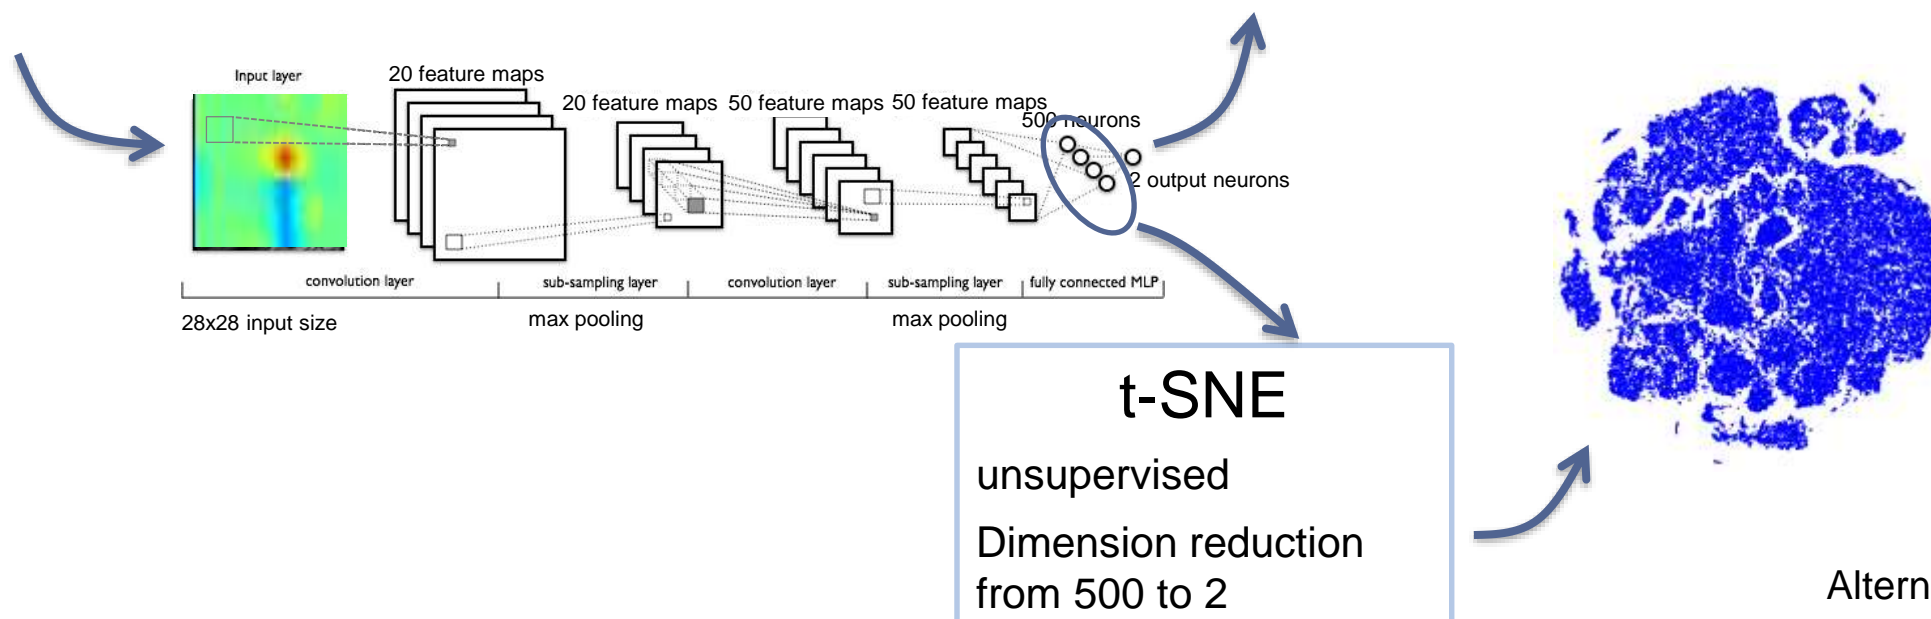 Input layer
20 feature maps
20 feature maps
50 feature maps
50 feature maps
500 neurons
2 output neurons
convolution layer
sub-sampling layer
convolution layer
sub-sampling layer
fully connected MLP
28x28 input size
max pooling
max pooling
t-SNE
unsupervised
Dimension reduction
from 500 to 2
Altern